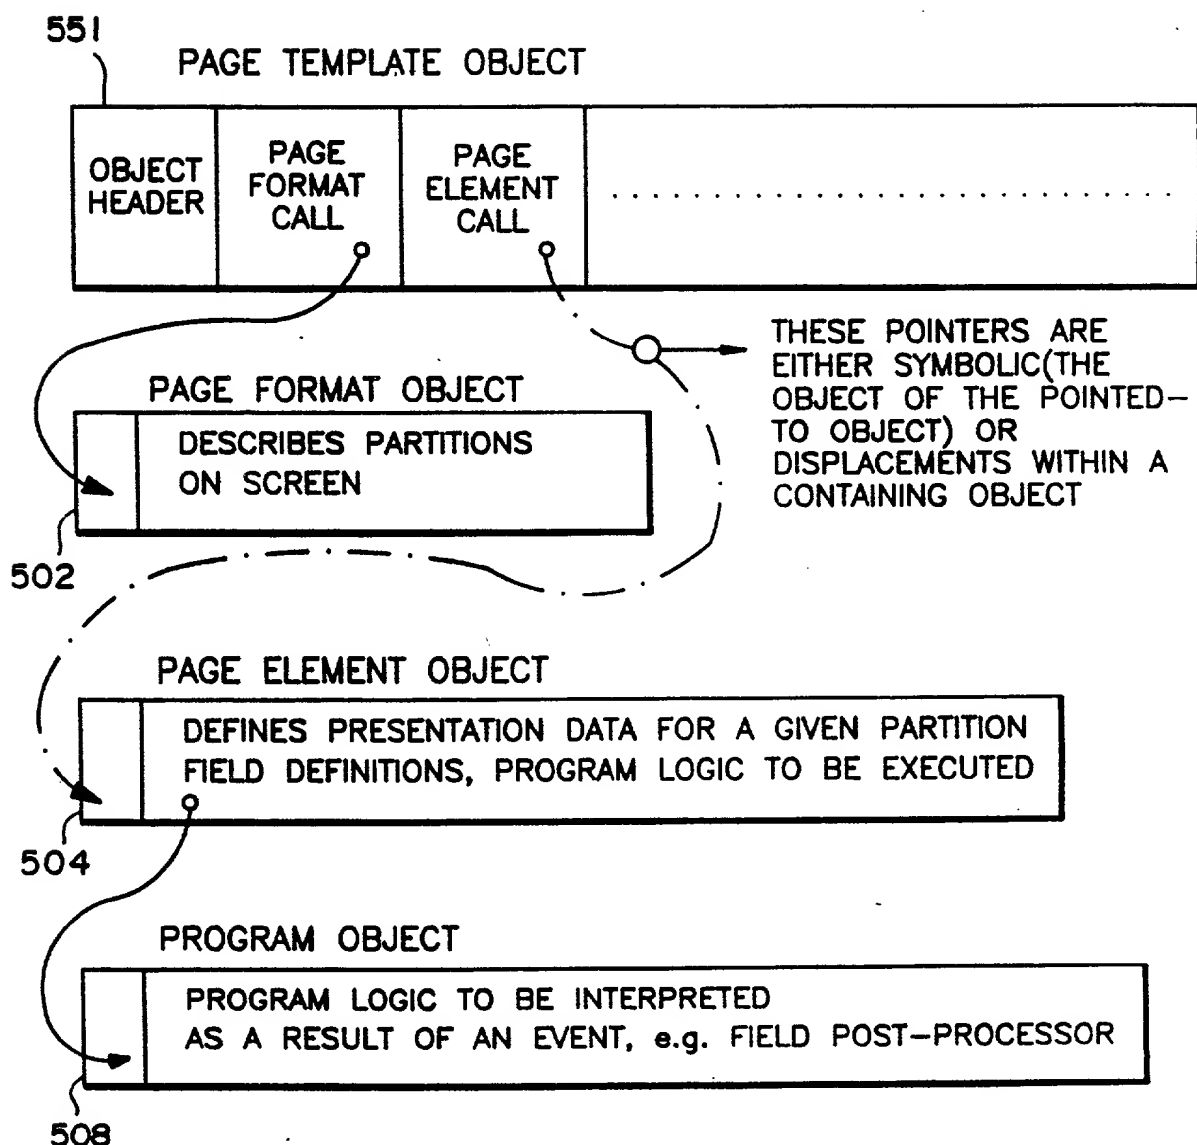 551
PAGE TEMPLATE OBJECT
OBJECT
HEADER
PAGE
FORMAT
CALL
PAGE
ELEMENT
CALL
THESE POINTERS ARE
EITHER SYMBOLIC(THE
OBJECT OF THE POINTED-
TO OBJECT) OR
DISPLACEMENTS WITHIN A
CONTAINING OBJECT
PAGE FORMAT OBJECT
DESCRIBES PARTITIONS
ON SCREEN
502
PAGE ELEMENT OBJECT
DEFINES PRESENTATION DATA FOR A GIVEN PARTITION
FIELD DEFINITIONS, PROGRAM LOGIC TO BE EXECUTED
504
PROGRAM OBJECT
PROGRAM LOGIC TO BE INTERPRETED
AS A RESULT OF AN EVENT, e.g. FIELD POST-PROCESSOR
508